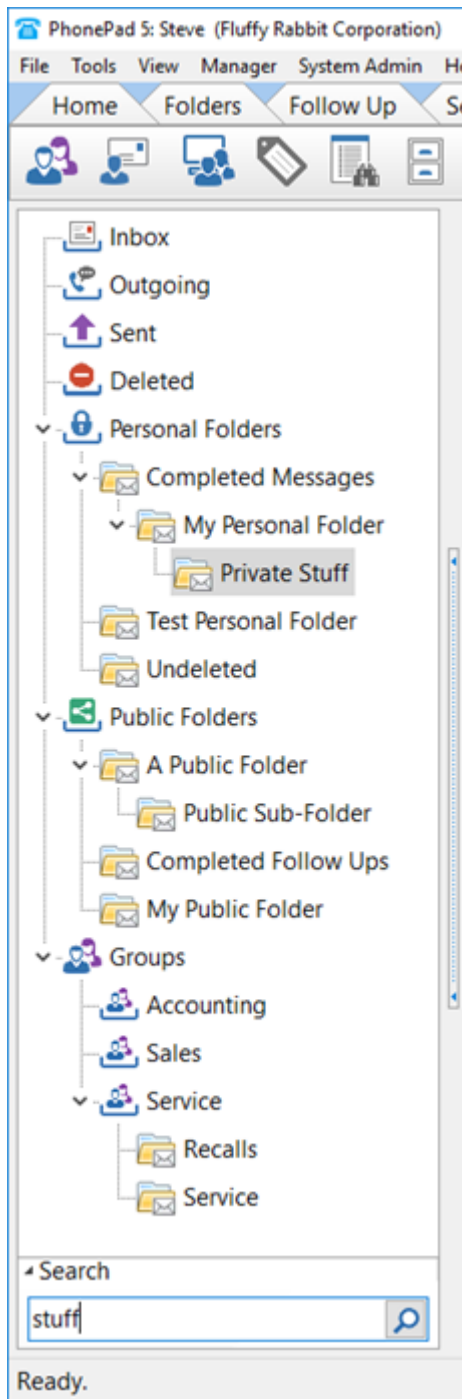 PhonePad 5: Steve (Fluffy Rabbit Corporation)
File Tools View Manager System Admin
Home Folders Follow Up
Inbox
Outgoing
Sent
Deleted
Personal Folders
Completed Messages
My Personal Folder
Private Stuff
Test Personal Folder
Undeleted
Public Folders
A Public Folder
Public Sub-Folder
Completed Follow Ups
My Public Folder
Groups
Accounting
Sales
Service
Recalls
Service
Search
stuff
Ready.